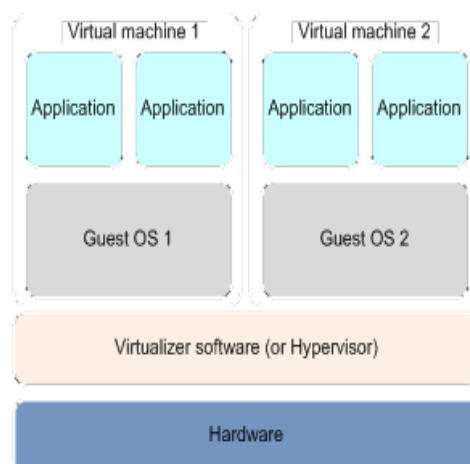 Virtual machine 1
Virtual machine 2
Application
Application
Application
Application
Guest OS 1
Guest OS 2
Virtualizer software (or Hypervisor)
Hardware